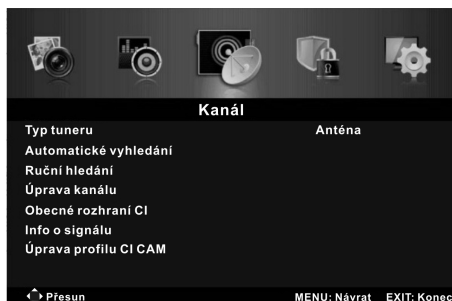 Kanál
Typ tuneru Anténa
Automatické vyhledání
Ruční hledání
Úprava kanálu
Obecné rozhraní CI
Info o signálu
Úprava profilu CI CAM
Přesun MENU: Návrat EXIT: Konec